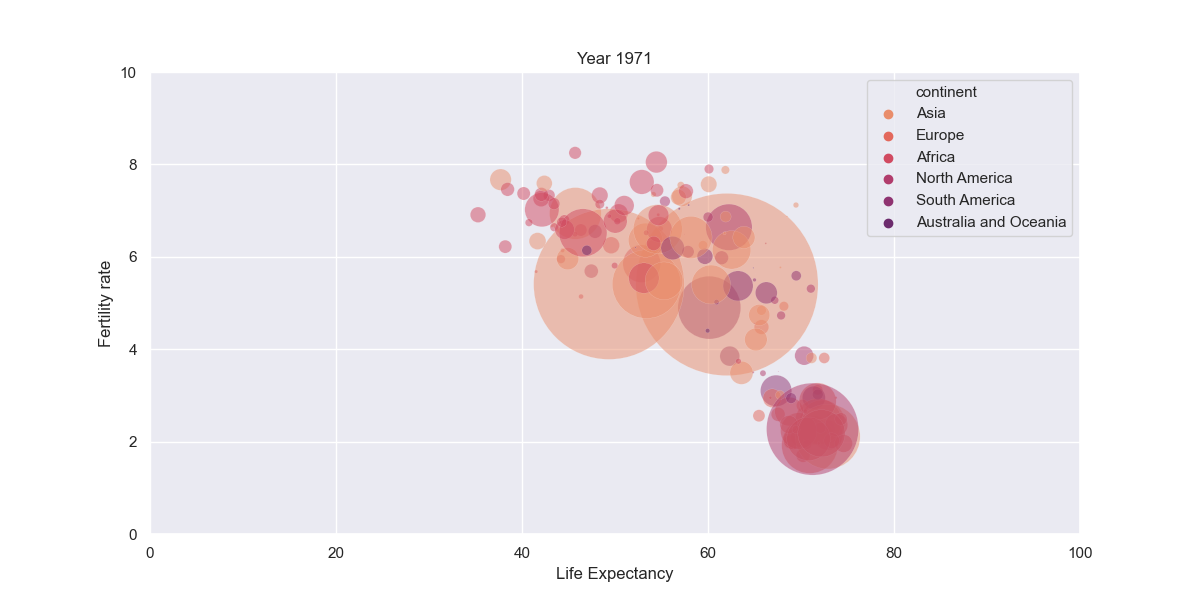 Year 1971
10
8
6
4
2
0
Fertility rate
0 20 40 60 80 100
Life Expectancy
continent
Asia
Europe
Africa
North America
South America
Australia and Oceania